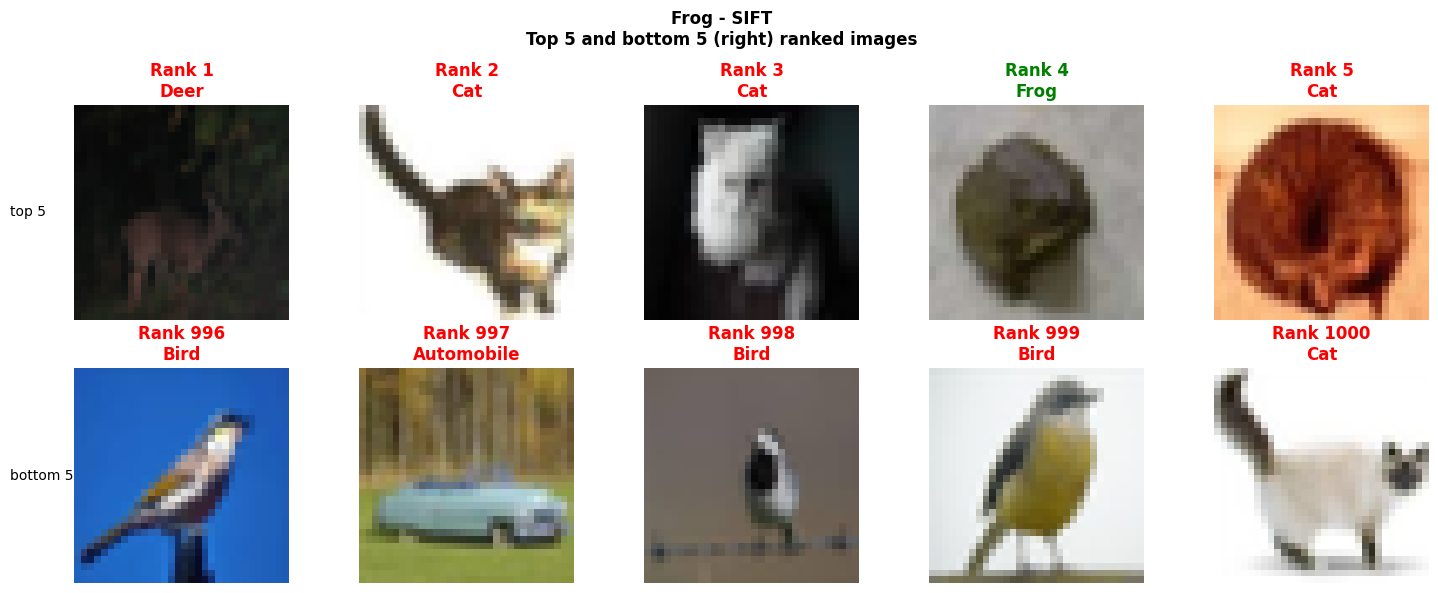 Frog - SIFT
Top 5 and bottom 5 (right) ranked images
Rank 1
Deer
Rank 2
Cat
Rank 3
Cat
Rank 4
Frog
Rank 5
Cat
top 5
Rank 996
Bird
Rank 997
Automobile
Rank 998
Bird
Rank 999
Bird
Rank 1000
Cat
bottom 5